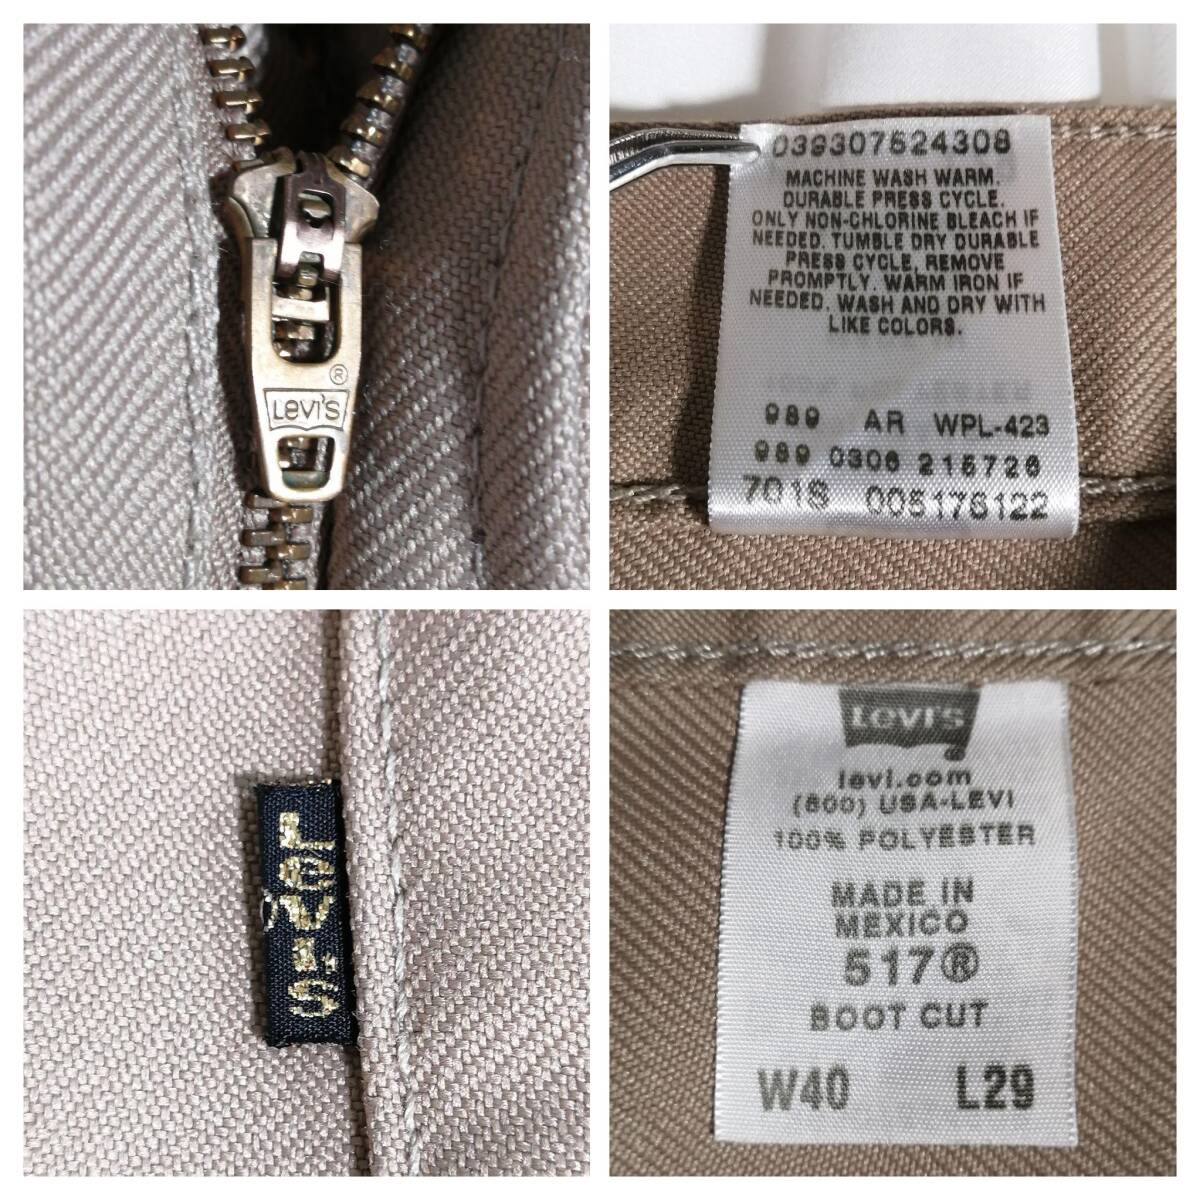 ®
LEVI'S
039307524308
MACHINE WASH WARM.
DURABLE PRESS CYCLE.
ONLY NON-CHLORINE BLEACH IF
NEEDED. TUMBLE DRY DURABLE
PRESS CYCLE. REMOVE
PROMPTLY. WARM IRON IF
NEEDED. WASH AND DRY WITH
LIKE COLORS.
989 AR WPL-423
989 0306 215726
701S 005176122
LEVI'S
LEVI'S
levi.com
(800) USA-LEVI
100% POLYESTER
MADE IN
MEXICO
517®
BOOT CUT
W40 L29